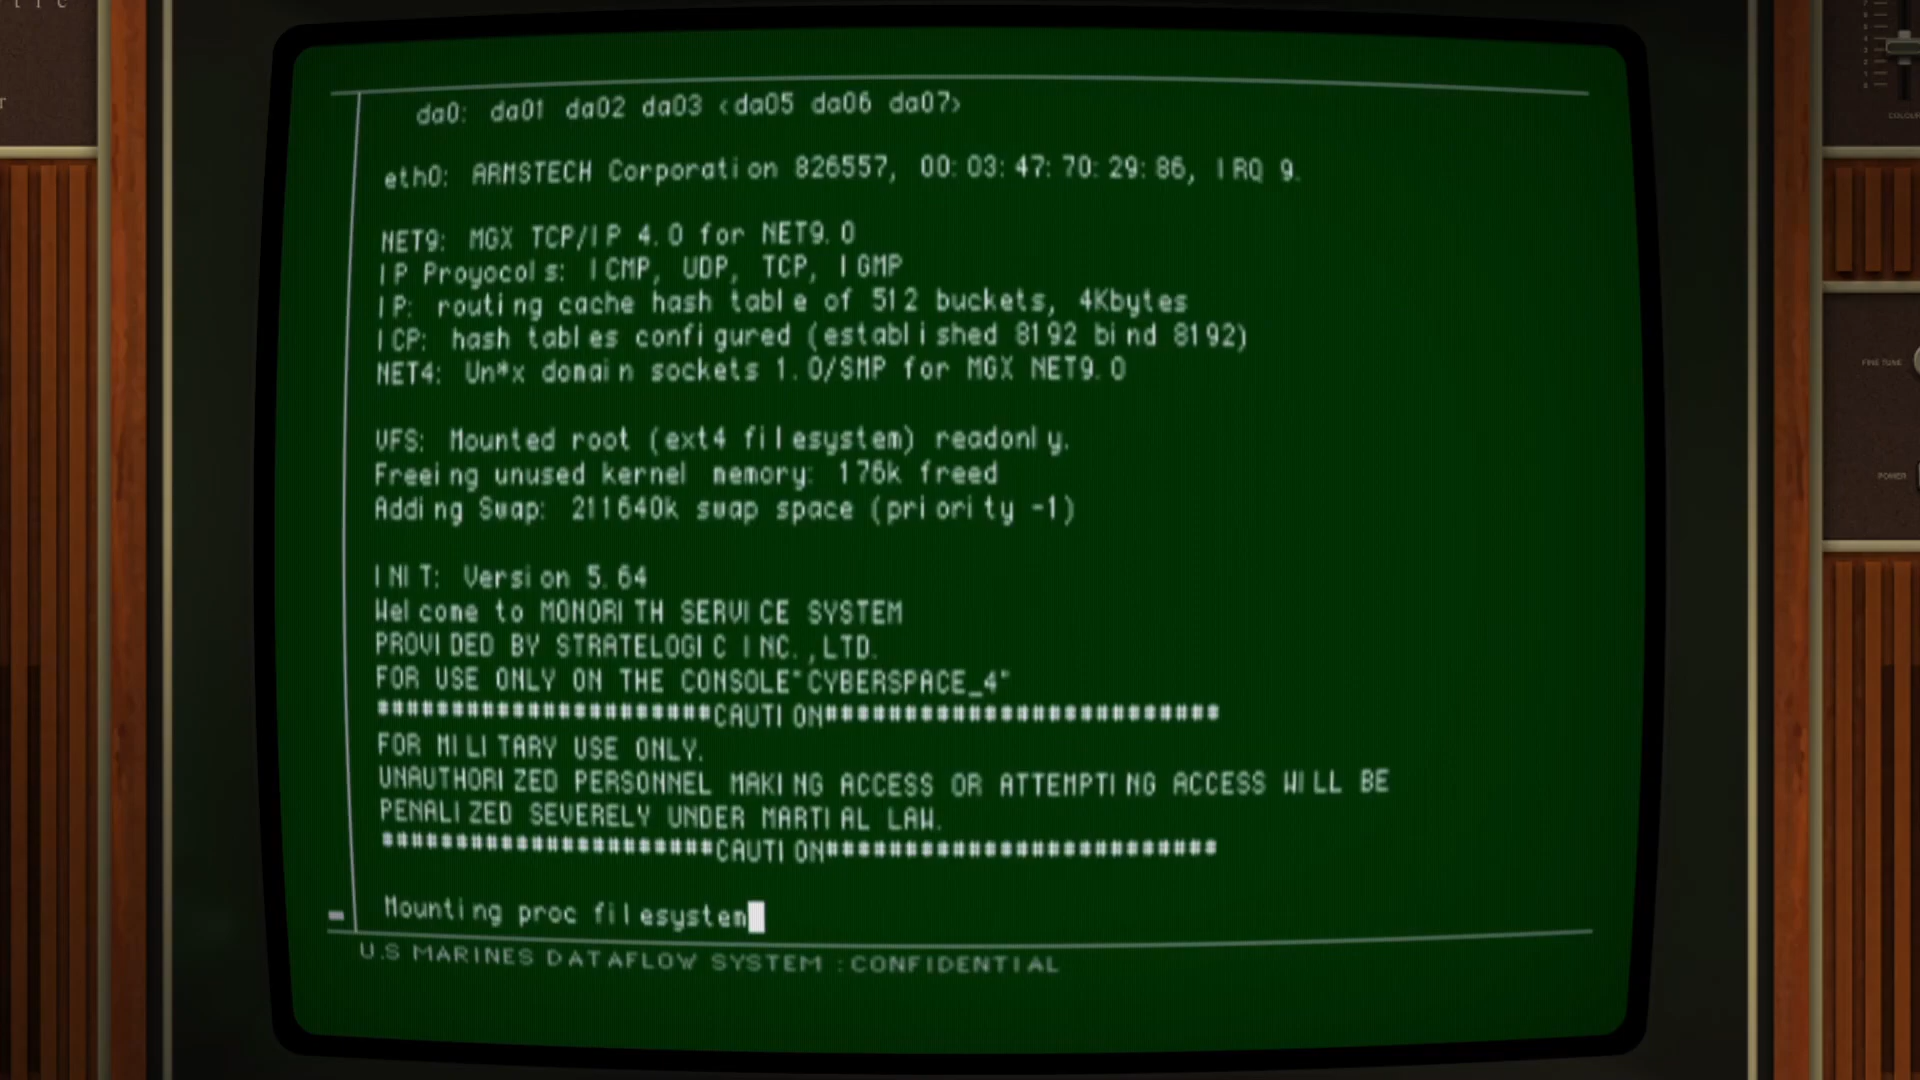 da0: da01 da02 da03 <da05 da06 da07>
eth0: ARMSTECH Corporation 826557, 00:03:47:70:29:86, IRQ 9.
NET9: MGX TCP/IP 4.0 for NET9.0
IP Proyocols: ICMP, UDP, TCP, IGMP
IP: routing cache hash table of 512 buckets, 4Kbytes
ICP: hash tables configured (established 8192 bind 8192)
NET4: Un*x domain sockets 1.0/SMP for MGX NET9.0
VFS: Mounted root (ext4 filesystem) readonly.
Freeing unused kernel memory: 176k freed
Adding Swap: 211640k swap space (priority -1)
INIT: Version 5.64
Welcome to MONORITH SERVICE SYSTEM
PROVIDED BY STRATELOGIC INC.,LTD.
FOR USE ONLY ON THE CONSOLE"CYBERSPACE_4"
#####################CAUTION#########################
FOR MILITARY USE ONLY.
UNAUTHORIZED PERSONNEL MAKING ACCESS OR ATTEMPTING ACCESS WILL BE
PENALIZED SEVERELY UNDER MARTIAL LAW.
#####################CAUTION#########################
Mounting proc filesystem
U.S MARINES DATAFLOW SYSTEM :CONFIDENTIAL
FINE TUNE
POWER